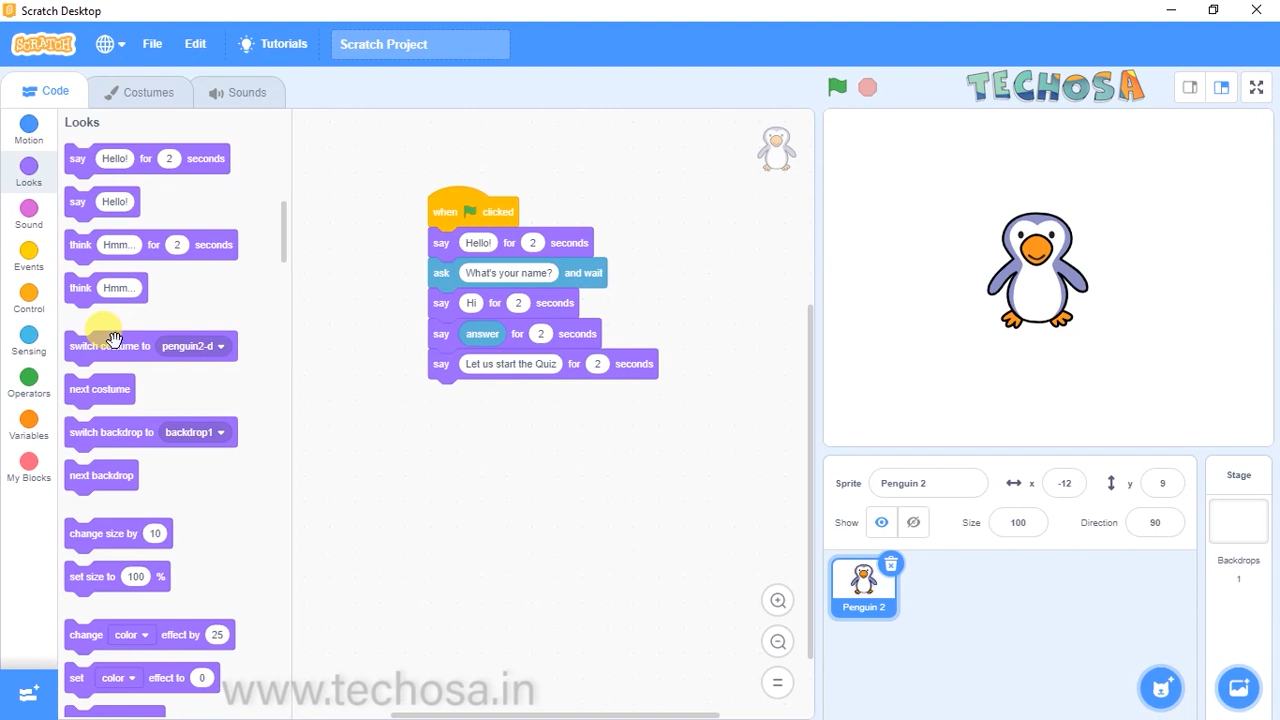 Scratch Desktop
SCRATCH File Edit Tutorials Scratch Project
Code Costumes Sounds TECHOSA
Motion
Looks
Sound
Events
Control
Sensing
Operators
Variables
My Blocks
Looks
say Hello! for 2 seconds
say Hello!
think Hmm... for 2 seconds
think Hmm...
switch costume to penguin2-d
next costume
switch backdrop to backdrop1
next backdrop
change size by 10
set size to 100 %
change color effect by 25
set color effect to 0
when clicked
say Hello! for 2 seconds
ask What's your name? and wait
say Hi for 2 seconds
say answer for 2 seconds
say Let us start the Quiz for 2 seconds
Sprite Penguin 2 x -12 y 9
Show Size 100 Direction 90
Penguin 2
Stage
Backdrops
1
www.techosa.in